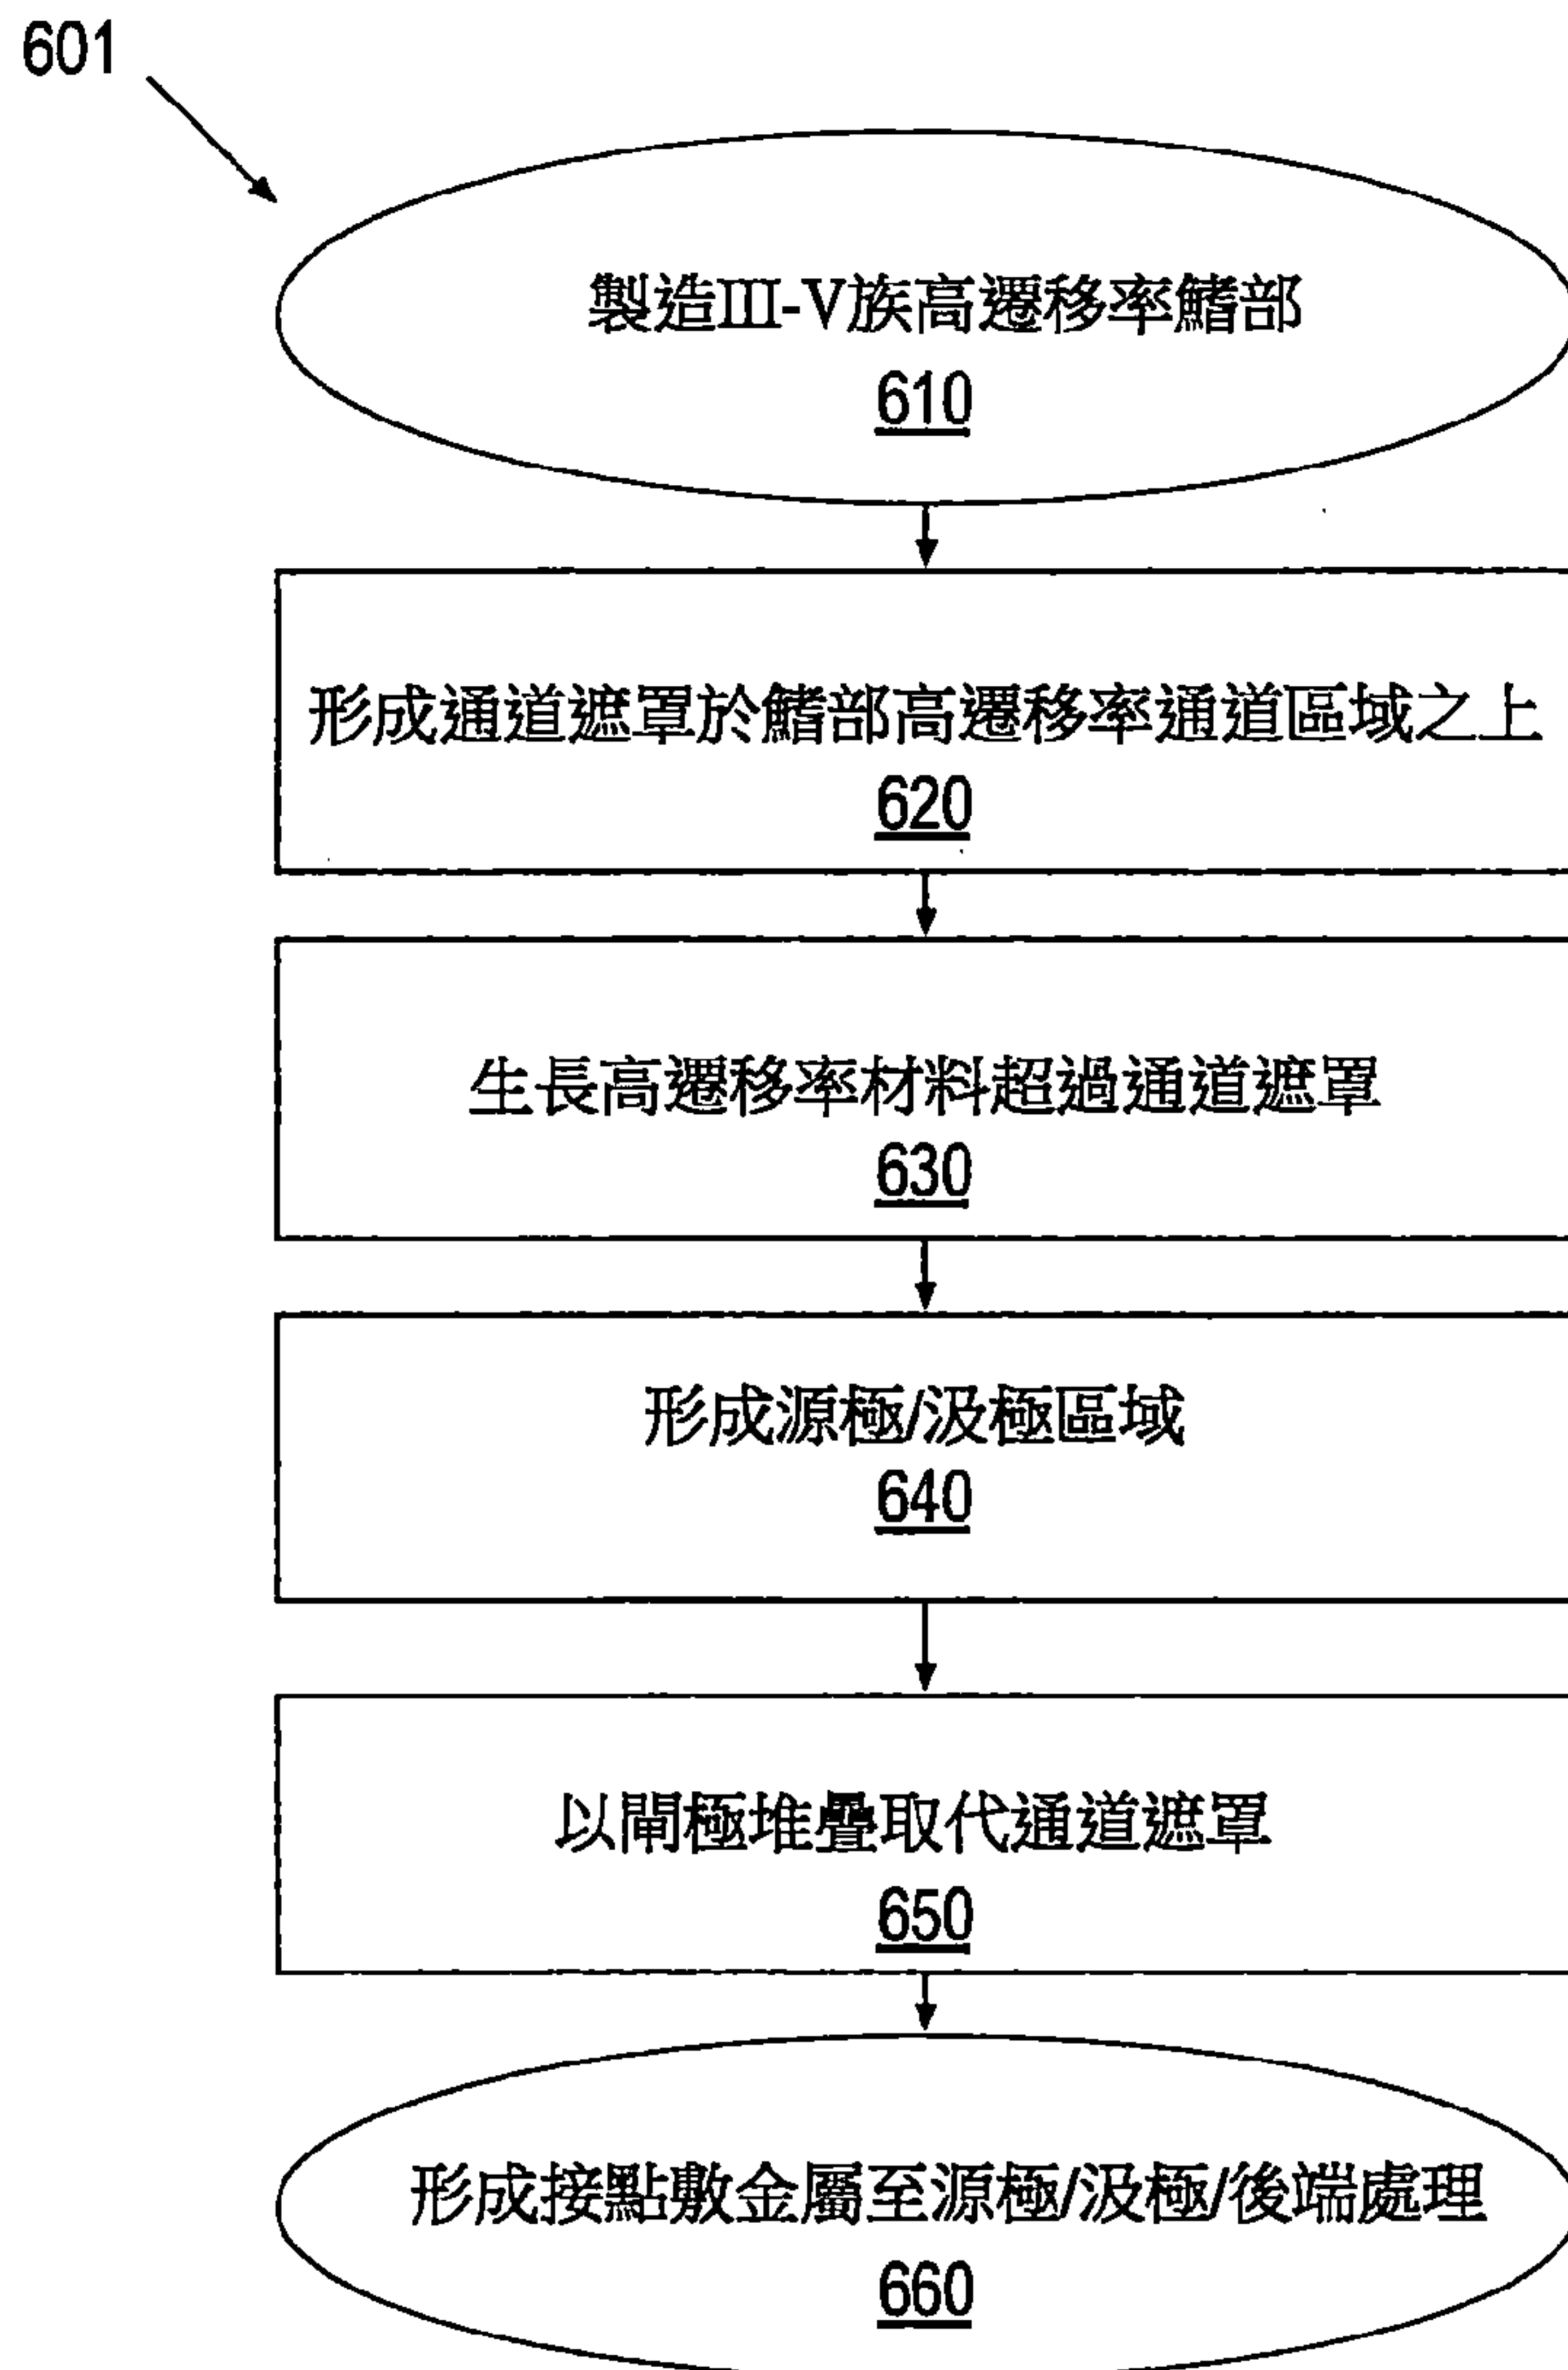 601
製造III-V族高遷移率鰭部
610
形成通道遮罩於鰭部高遷移率通道區域之上
620
生長高遷移率材料超過通道遮罩
630
形成源極/汲極區域
640
以閘極堆疊取代通道遮罩
650
形成接點敷金屬至源極/汲極/後端處理
660